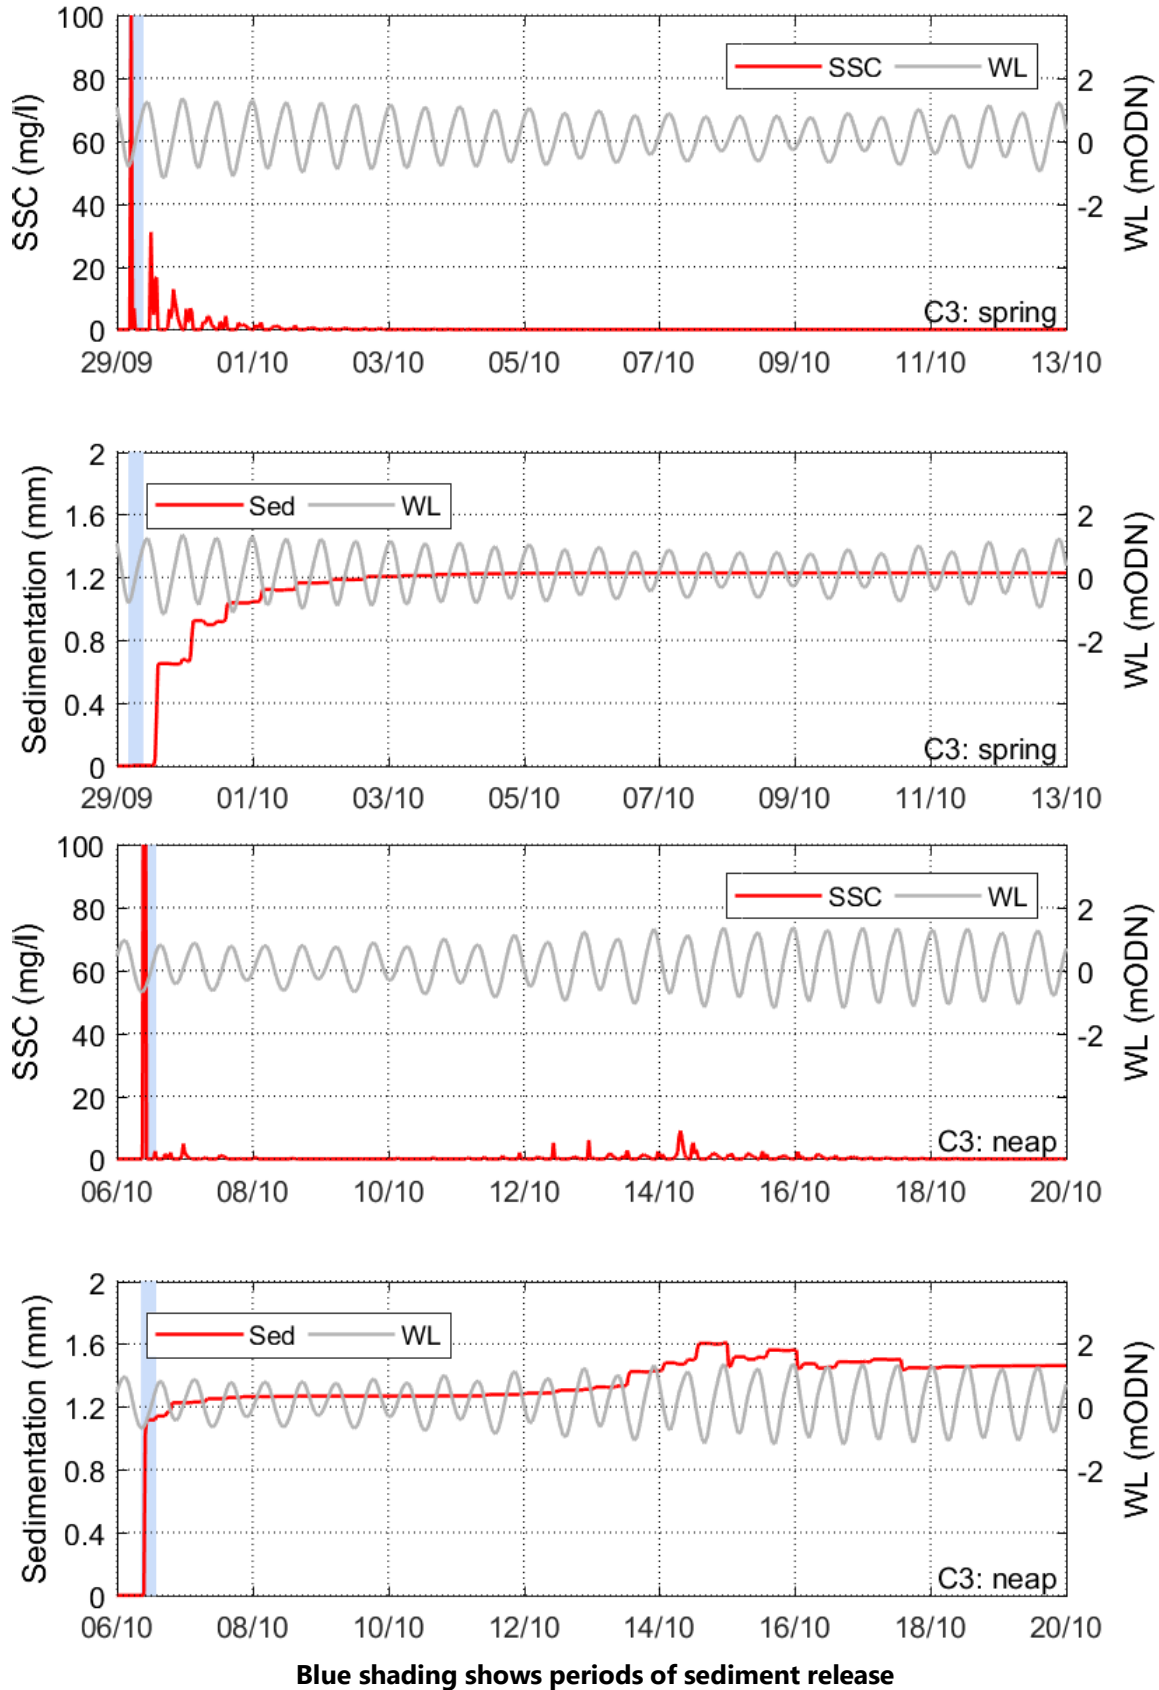 100
80
60
40
20
0
SSC (mg/l)
SSC WL
2
0
-2
WL (mODN)
C3: spring
29/09 01/10 03/10 05/10 07/10 09/10 11/10 13/10
2
1.6
1.2
0.8
0.4
0
Sedimentation (mm)
Sed WL
2
0
-2
WL (mODN)
C3: spring
29/09 01/10 03/10 05/10 07/10 09/10 11/10 13/10
100
80
60
40
20
0
SSC (mg/l)
SSC WL
2
0
-2
WL (mODN)
C3: neap
06/10 08/10 10/10 12/10 14/10 16/10 18/10 20/10
2
1.6
1.2
0.8
0.4
0
Sedimentation (mm)
Sed WL
2
0
-2
WL (mODN)
C3: neap
06/10 08/10 10/10 12/10 14/10 16/10 18/10 20/10
Blue shading shows periods of sediment release